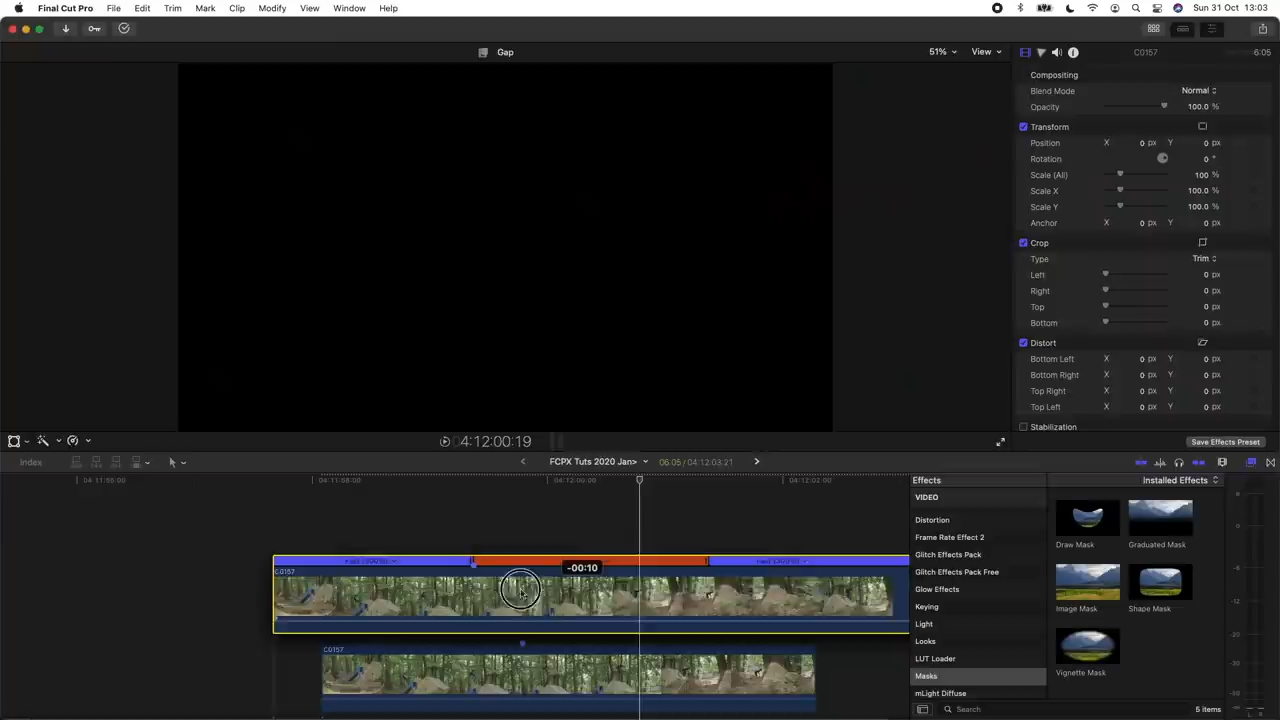 Final Cut Pro File Edit Trim Mark Clip Modify View Window Help Sun 31 Oct 13:03
Gap 51% View C0157 6:05
Compositing
Blend Mode Normal
Opacity 100.0 %
Transform
Position X 0 px Y 0 px
Rotation 0 °
Scale (All) 100 %
Scale X 100.0 %
Scale Y 100.0 %
Anchor X 0 px Y 0 px
Crop
Type Trim
Left 0 px
Right 0 px
Top 0 px
Bottom 0 px
Distort
Bottom Left X 0 px Y 0 px
Bottom Right X 0 px Y 0 px
Top Right X 0 px Y 0 px
Top Left X 0 px Y 0 px
Stabilization
04:12:00:19 Save Effects Preset
Index FCPX Tuts 2020 Jan> 06:05 / 04:12:03:21
04:11:56:00 04:11:58:00 04:12:00:00 04:12:02:00
Effects Installed Effects
VIDEO
Distortion
Frame Rate Effect 2
Glitch Effects Pack
Glitch Effects Pack Free
Glow Effects
Keying
Light
Looks
LUT Loader
Masks
mLight Diffuse
Draw Mask Graduated Mask
Image Mask Shape Mask
Vignette Mask
-00:10
C0157
C0157
Search 5 items